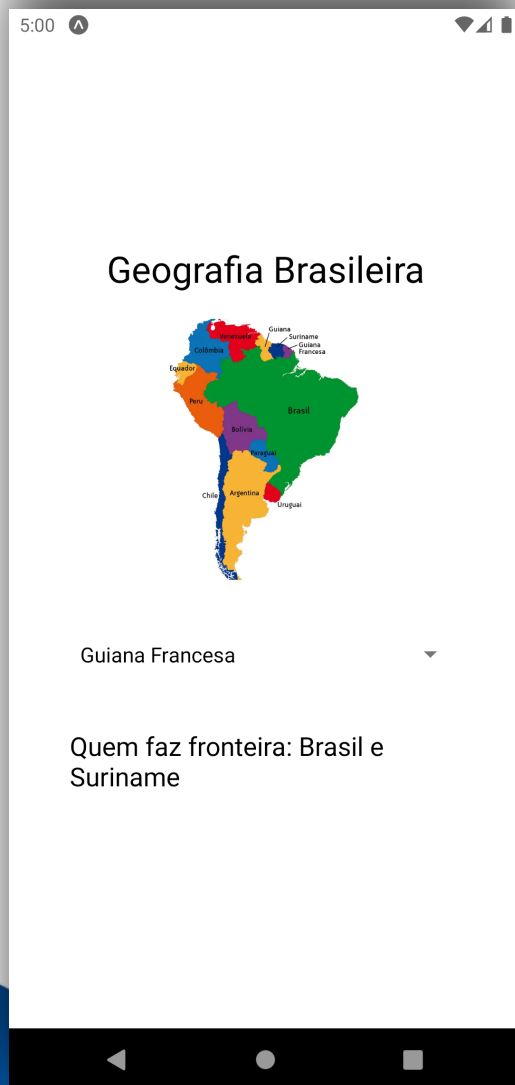 5:00
Geografia Brasileira
Guiana
Venezuela
Suriname
Guiana
Francesa
Colômbia
Equador
Peru
Brasil
Bolívia
Paraguai
Chile
Argentina
Uruguai
Guiana Francesa
Quem faz fronteira: Brasil e
Suriname